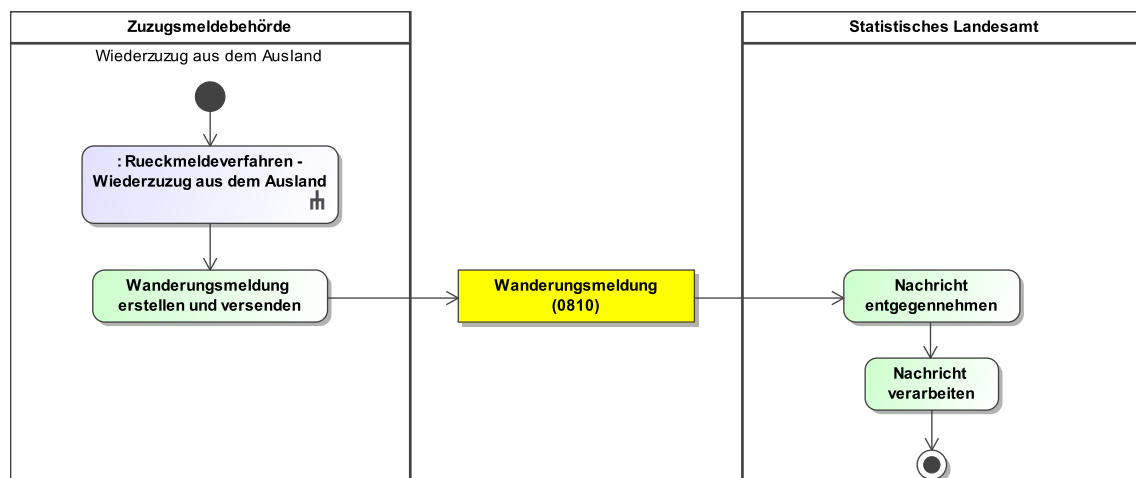 Zuzugsmeldebehörde
Statistisches Landesamt
Wiederzuzug aus dem Ausland
: Rueckmeldeverfahren -
Wiederzuzug aus dem Ausland
Wanderungsmeldung
erstellen und versenden
Wanderungsmeldung
(0810)
Nachricht
entgegennehmen
Nachricht
verarbeiten